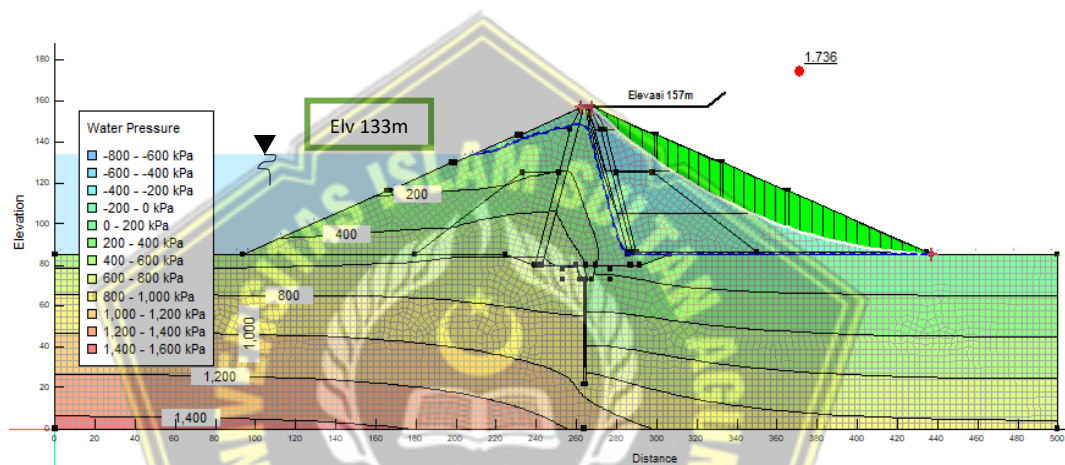 1.736
Elevasi 157m
Elv 133m
Water Pressure
-800 - -600 kPa
-600 - -400 kPa
-400 - -200 kPa
-200 - 0 kPa
0 - 200 kPa
200 - 400 kPa
400 - 600 kPa
600 - 800 kPa
800 - 1,000 kPa
1,000 - 1,200 kPa
1,200 - 1,400 kPa
1,400 - 1,600 kPa
Elevation
180
160
140
120
100
80
60
40
20
0
200
400
800
1,000
1,200
1,400
0 20 40 60 80 100 120 140 160 180 200 220 240 260 280 300 320 340 360 380 400 420 440 460 480 500
Distance
ISLAM SULTAN AGUNG